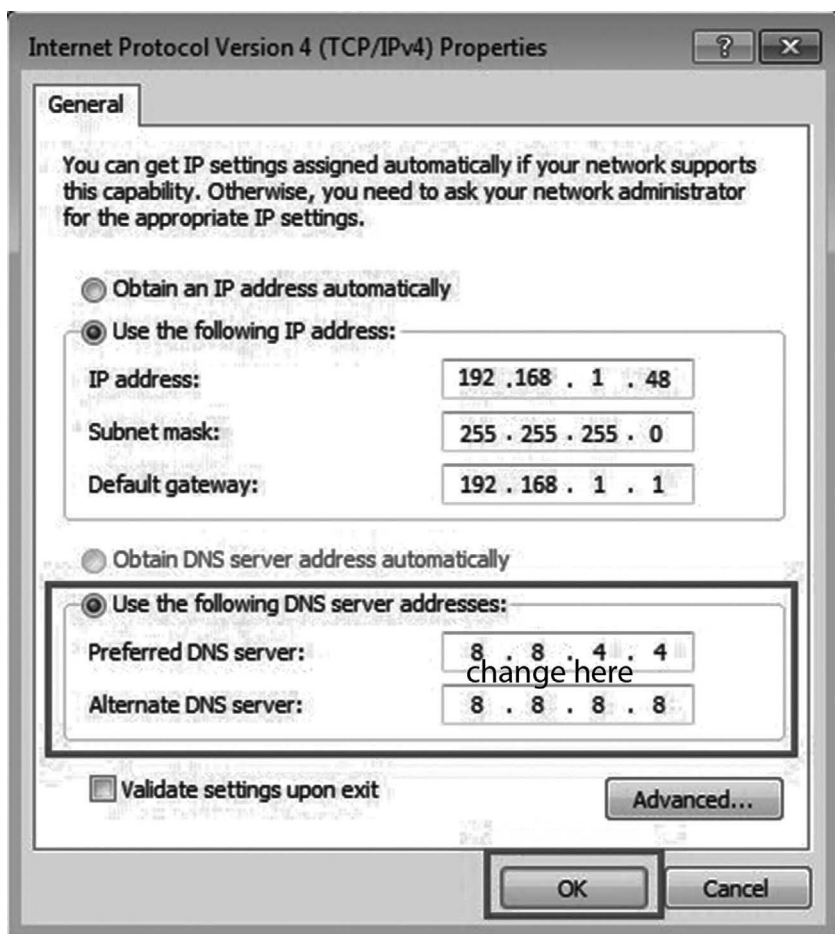 Internet Protocol Version 4 (TCP/IPv4) Properties
General
You can get IP settings assigned automatically if your network supports
this capability. Otherwise, you need to ask your network administrator
for the appropriate IP settings.
Obtain an IP address automatically
Use the following IP address:
IP address: 192 . 168 . 1 . 48
Subnet mask: 255 . 255 . 255 . 0
Default gateway: 192 . 168 . 1 . 1
Obtain DNS server address automatically
Use the following DNS server addresses:
Preferred DNS server: 8 . 8 . 4 . 4
change here
Alternate DNS server: 8 . 8 . 8 . 8
Validate settings upon exit
Advanced...
OK Cancel